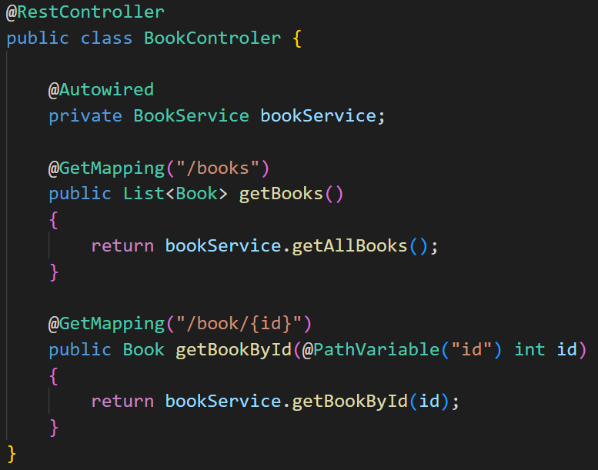 @RestController
public class BookControler {
@Autowired
private BookService bookService;
@GetMapping("/books")
public List<Book> getBooks()
{
return bookService.getAllBooks();
}
@GetMapping("/book/{id}")
public Book getBookById(@PathVariable("id") int id)
{
return bookService.getBookById(id);
}
}